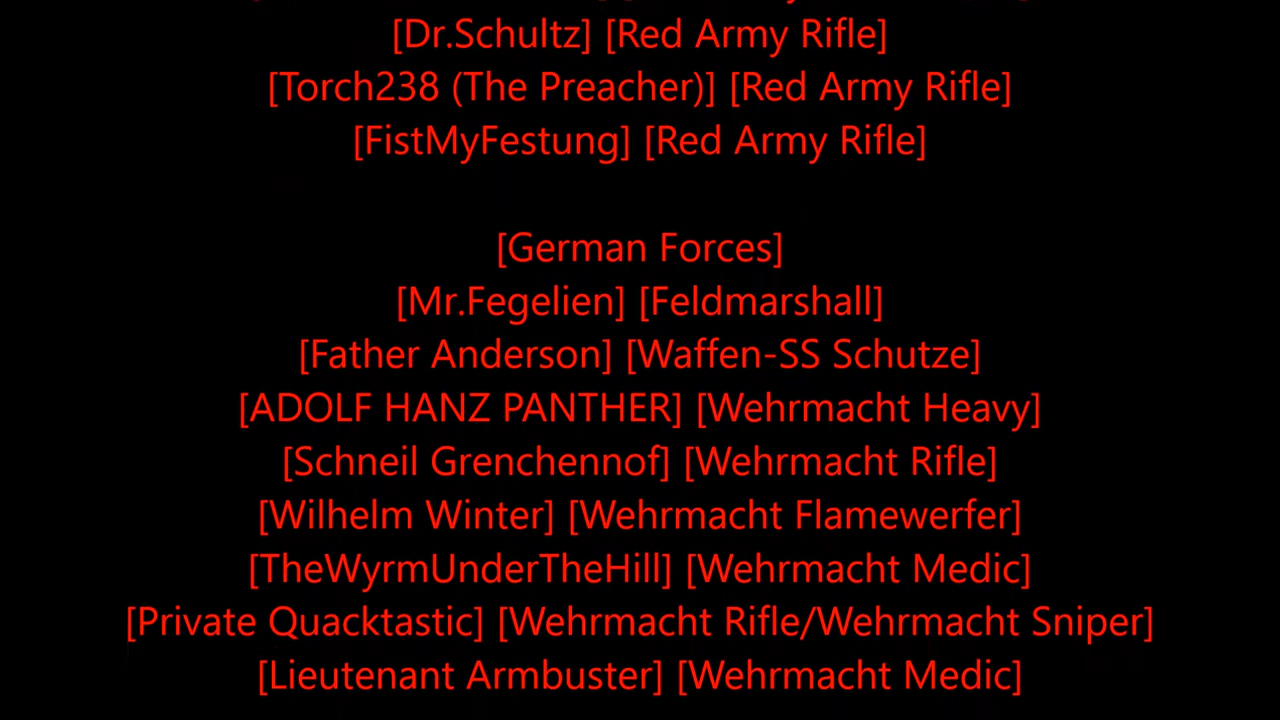 [Dr.Schultz] [Red Army Rifle]
[Torch238 (The Preacher)] [Red Army Rifle]
[FistMyFestung] [Red Army Rifle]
[German Forces]
[Mr.Fegelien] [Feldmarshall]
[Father Anderson] [Waffen-SS Schutze]
[ADOLF HANZ PANTHER] [Wehrmacht Heavy]
[Schneil Grenchennof] [Wehrmacht Rifle]
[Wilhelm Winter] [Wehrmacht Flamewerfer]
[TheWyrmUnderTheHill] [Wehrmacht Medic]
[Private Quacktastic] [Wehrmacht Rifle/Wehrmacht Sniper]
[Lieutenant Armbuster] [Wehrmacht Medic]